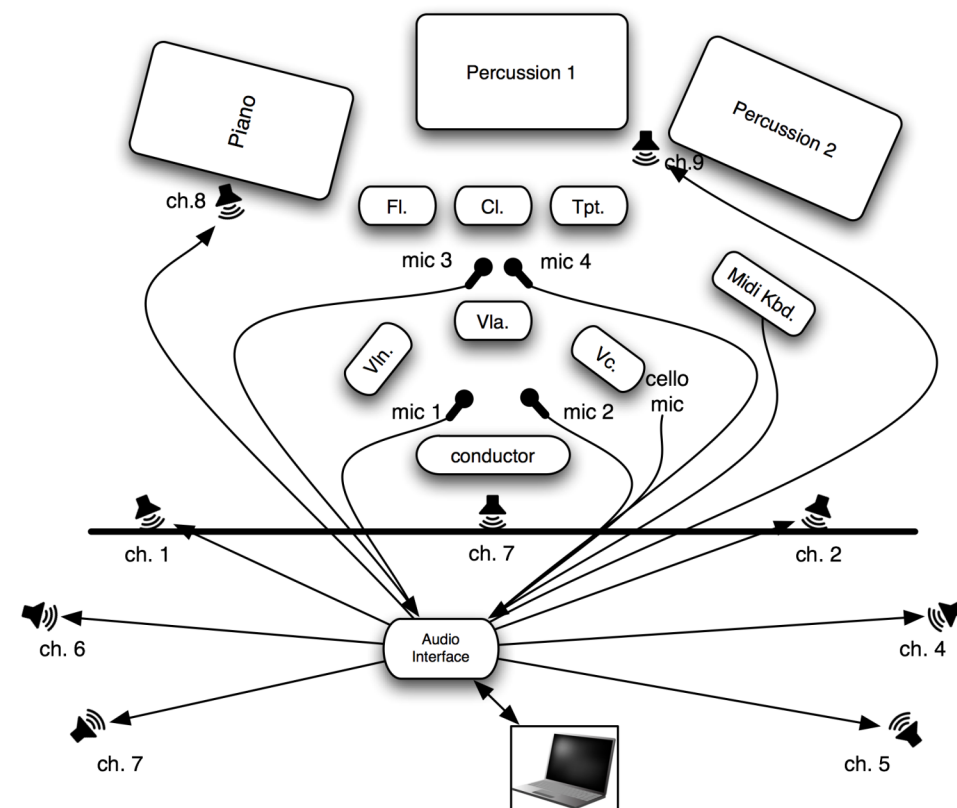 Percussion 1
Piano
Percussion 2
ch.9
ch.8
Fl.
Cl.
Tpt.
mic 3
mic 4
Midi Kbd.
Vla.
Vln.
Vc.
cello
mic
mic 1
mic 2
conductor
ch. 1
ch. 7
ch. 2
Audio
Interface
ch. 6
ch. 4
ch. 7
ch. 5